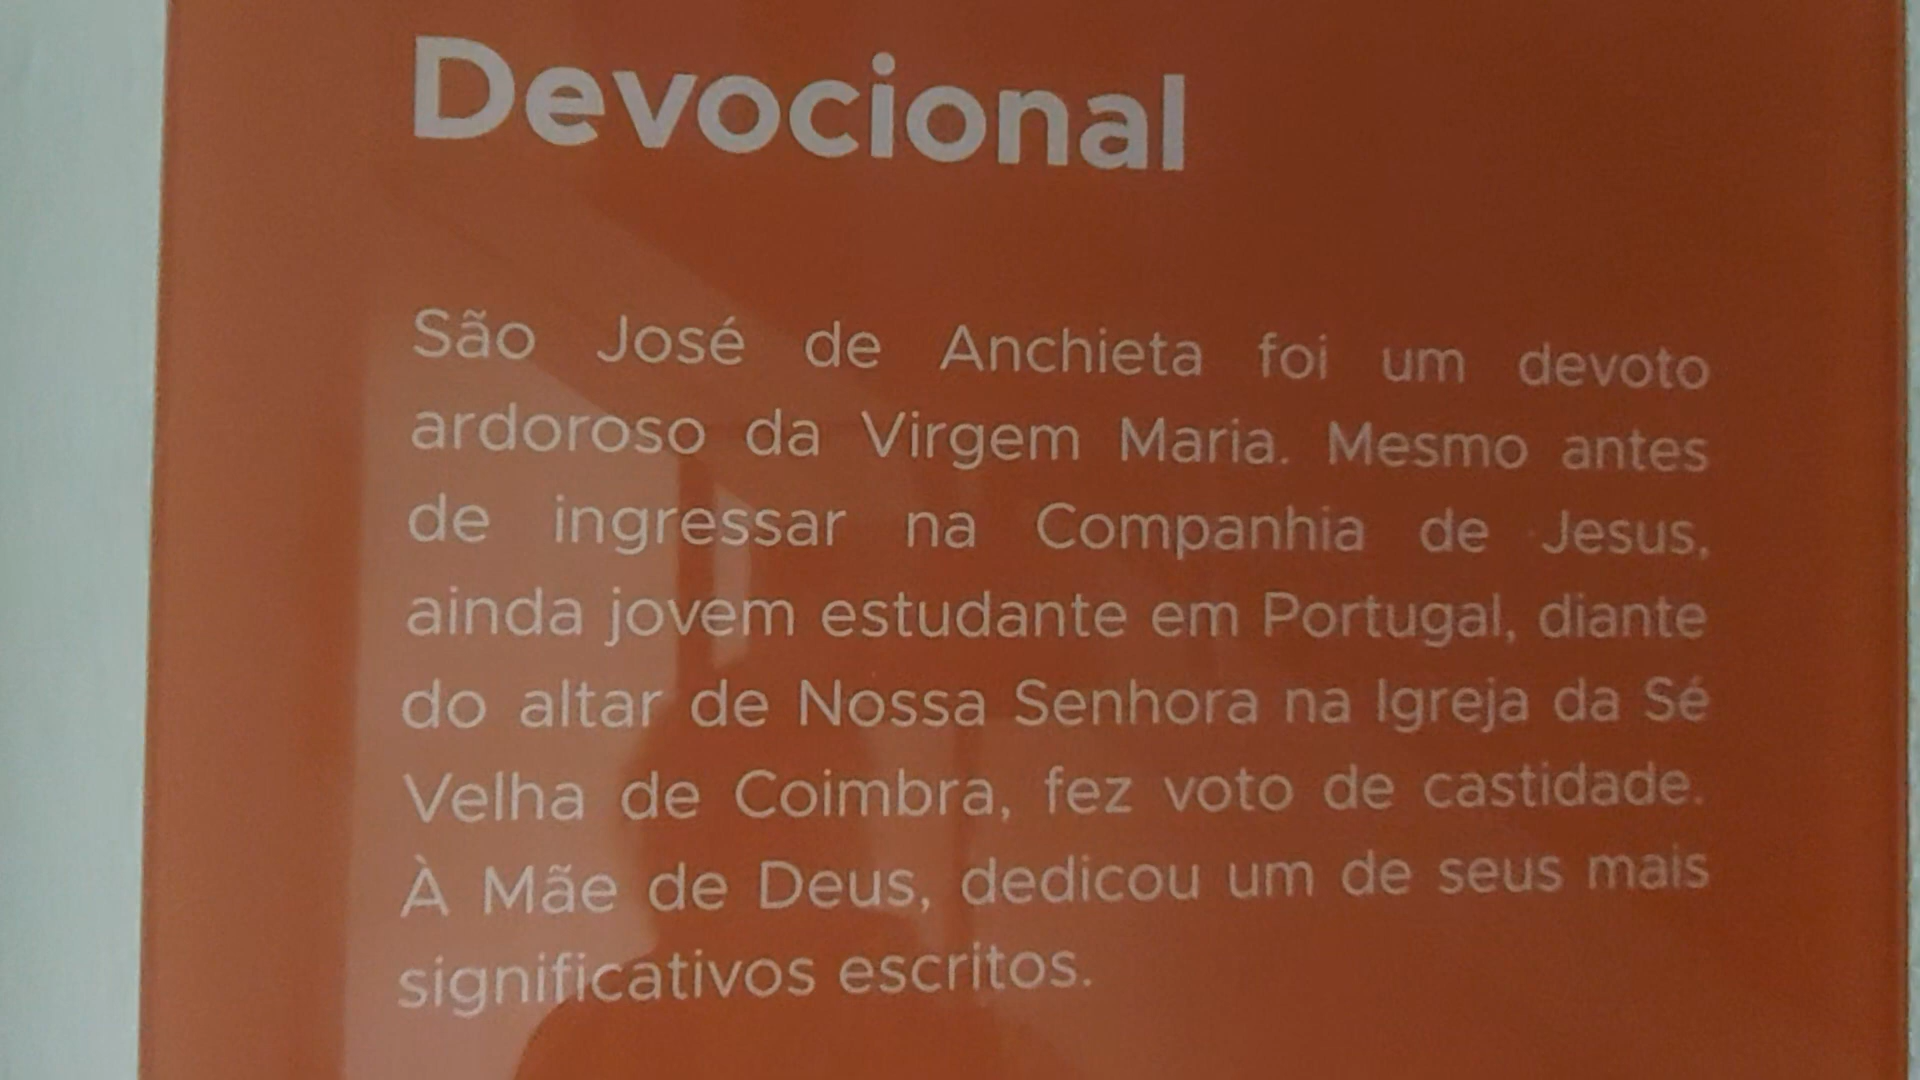 Devocional
São José de Anchieta foi um devoto
ardoroso da Virgem Maria. Mesmo antes
de ingressar na Companhia de Jesus,
ainda jovem estudante em Portugal, diante
do altar de Nossa Senhora na Igreja da Sé
Velha de Coimbra, fez voto de castidade.
À Mãe de Deus, dedicou um de seus mais
significativos escritos.